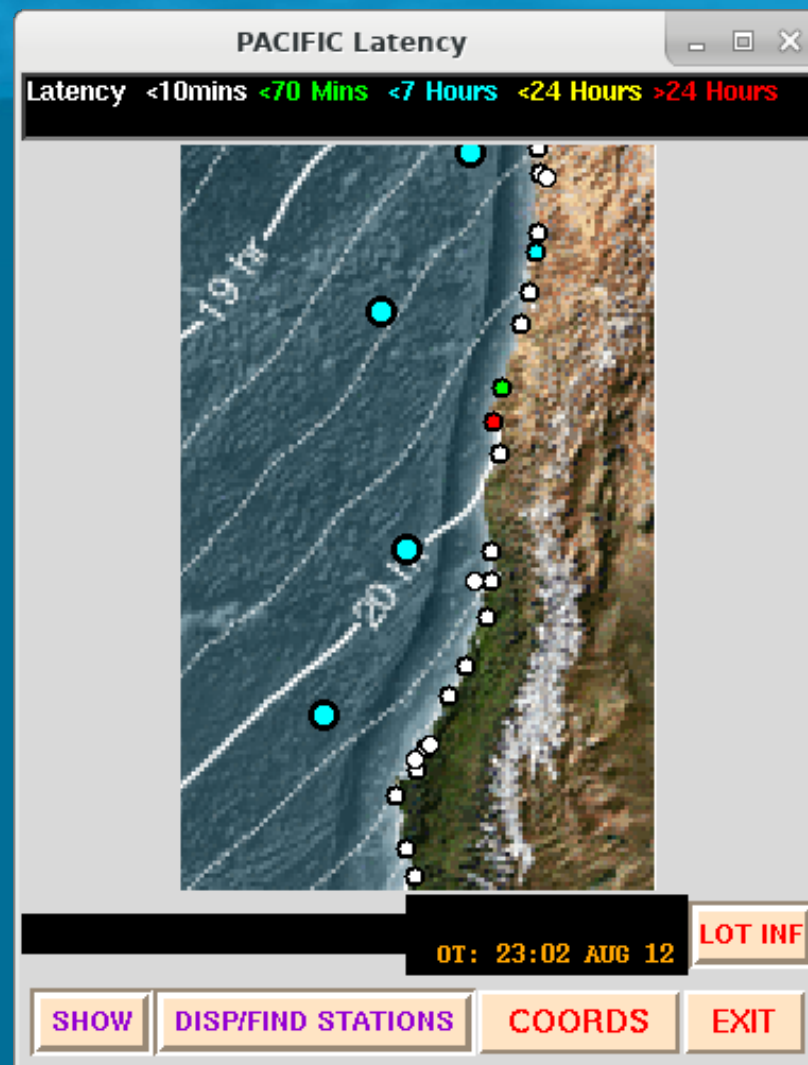 PACIFIC Latency
Latency <10mins <70 Mins <7 Hours <24 Hours >24 Hours
19 hr
20
OT: 23:02 AUG 12
LOT INF
SHOW DISP/FIND STATIONS COORDS EXIT